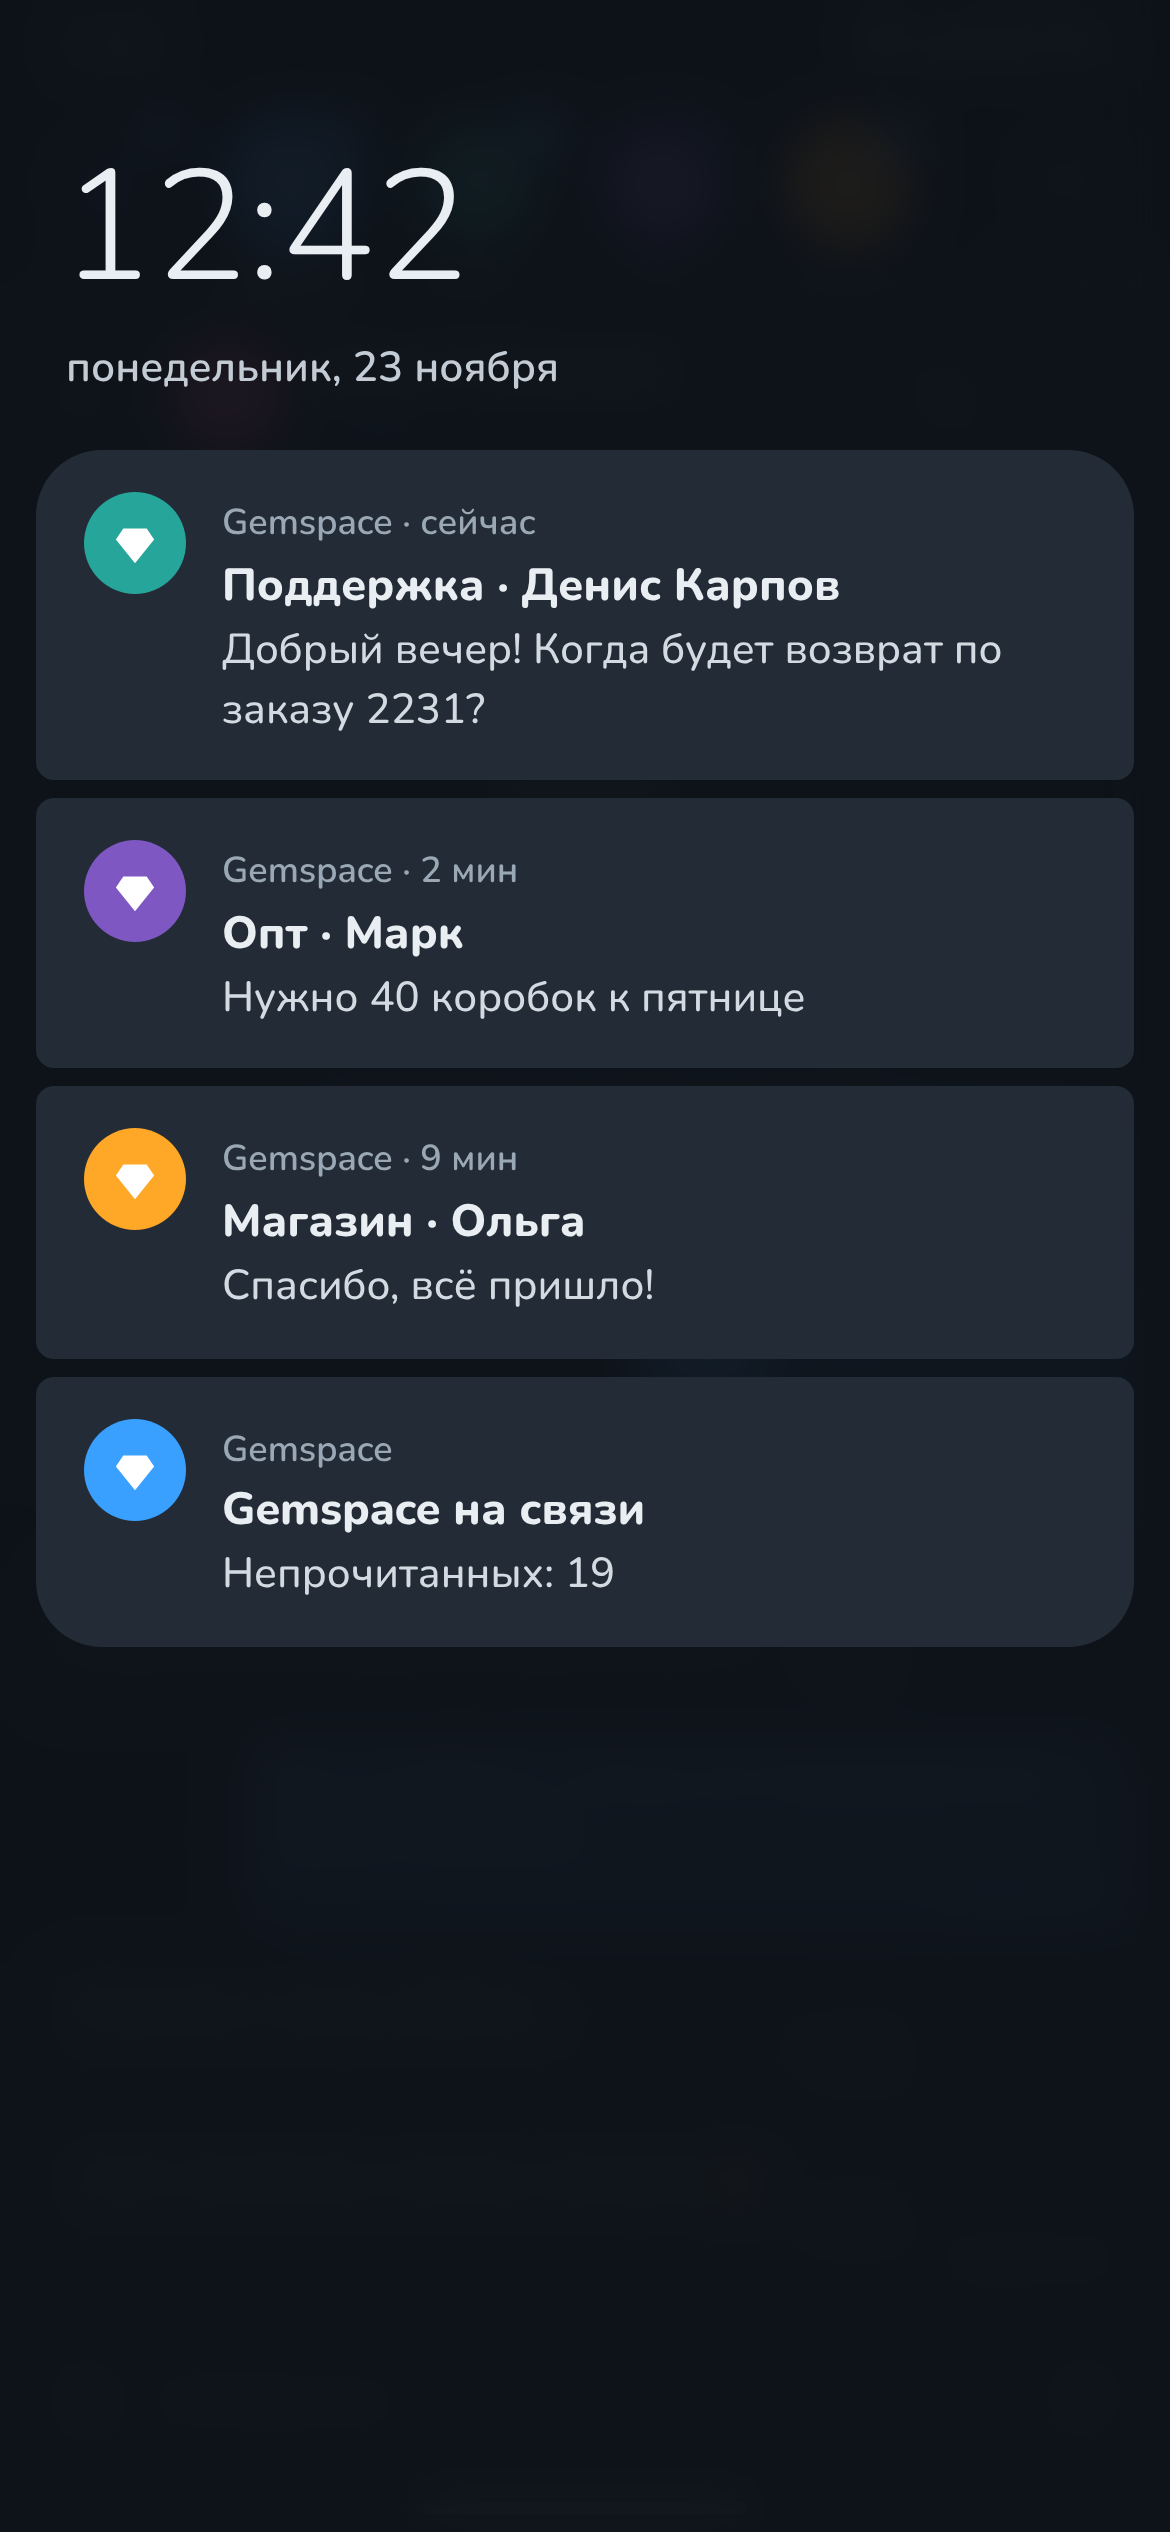 12:42
понедельник, 23 ноября
Gemspace · сейчас
Поддержка · Денис Карпов
Добрый вечер! Когда будет возврат по
заказу 2231?
Gemspace · 2 мин
Опт · Марк
Нужно 40 коробок к пятнице
Gemspace · 9 мин
Магазин · Ольга
Спасибо, всё пришло!
Gemspace
Gemspace на связи
Непрочитанных: 19